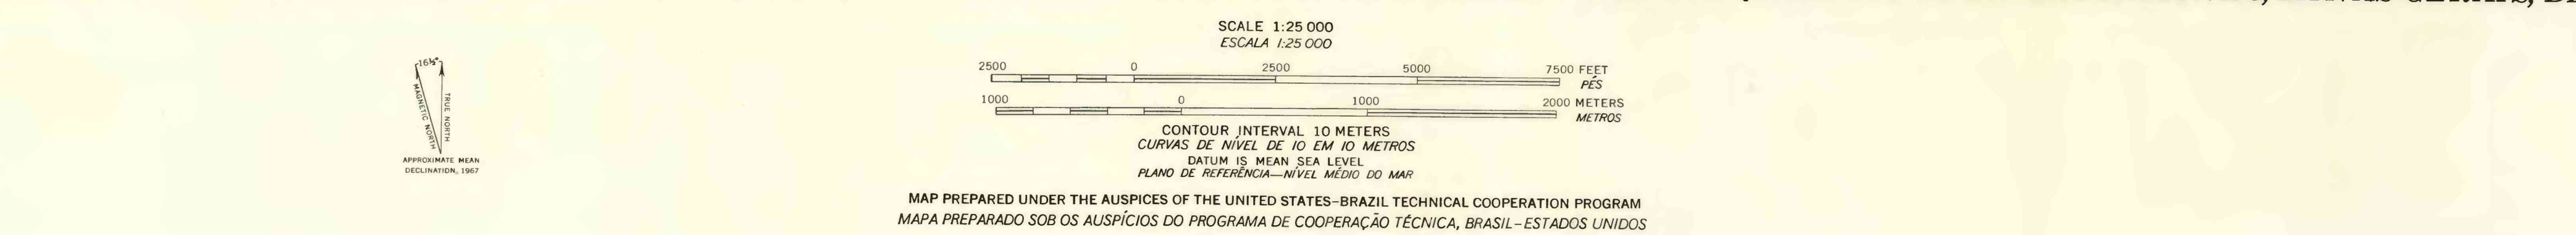 SCALE 1:25 000
ESCALA 1:25 000
16½°
MAGNETIC NORTH
TRUE NORTH
APPROXIMATE MEAN
DECLINATION, 1967
2500 0 2500 5000 7500 FEET
PÉS
1000 0 1000 2000 METERS
METROS
CONTOUR INTERVAL 10 METERS
CURVAS DE NÍVEL DE 10 EM 10 METROS
DATUM IS MEAN SEA LEVEL
PLANO DE REFERÊNCIA—NÍVEL MÉDIO DO MAR
MAP PREPARED UNDER THE AUSPICES OF THE UNITED STATES-BRAZIL TECHNICAL COOPERATION PROGRAM
MAPA PREPARADO SOB OS AUSPÍCIOS DO PROGRAMA DE COOPERAÇÃO TÉCNICA, BRASIL-ESTADOS UNIDOS